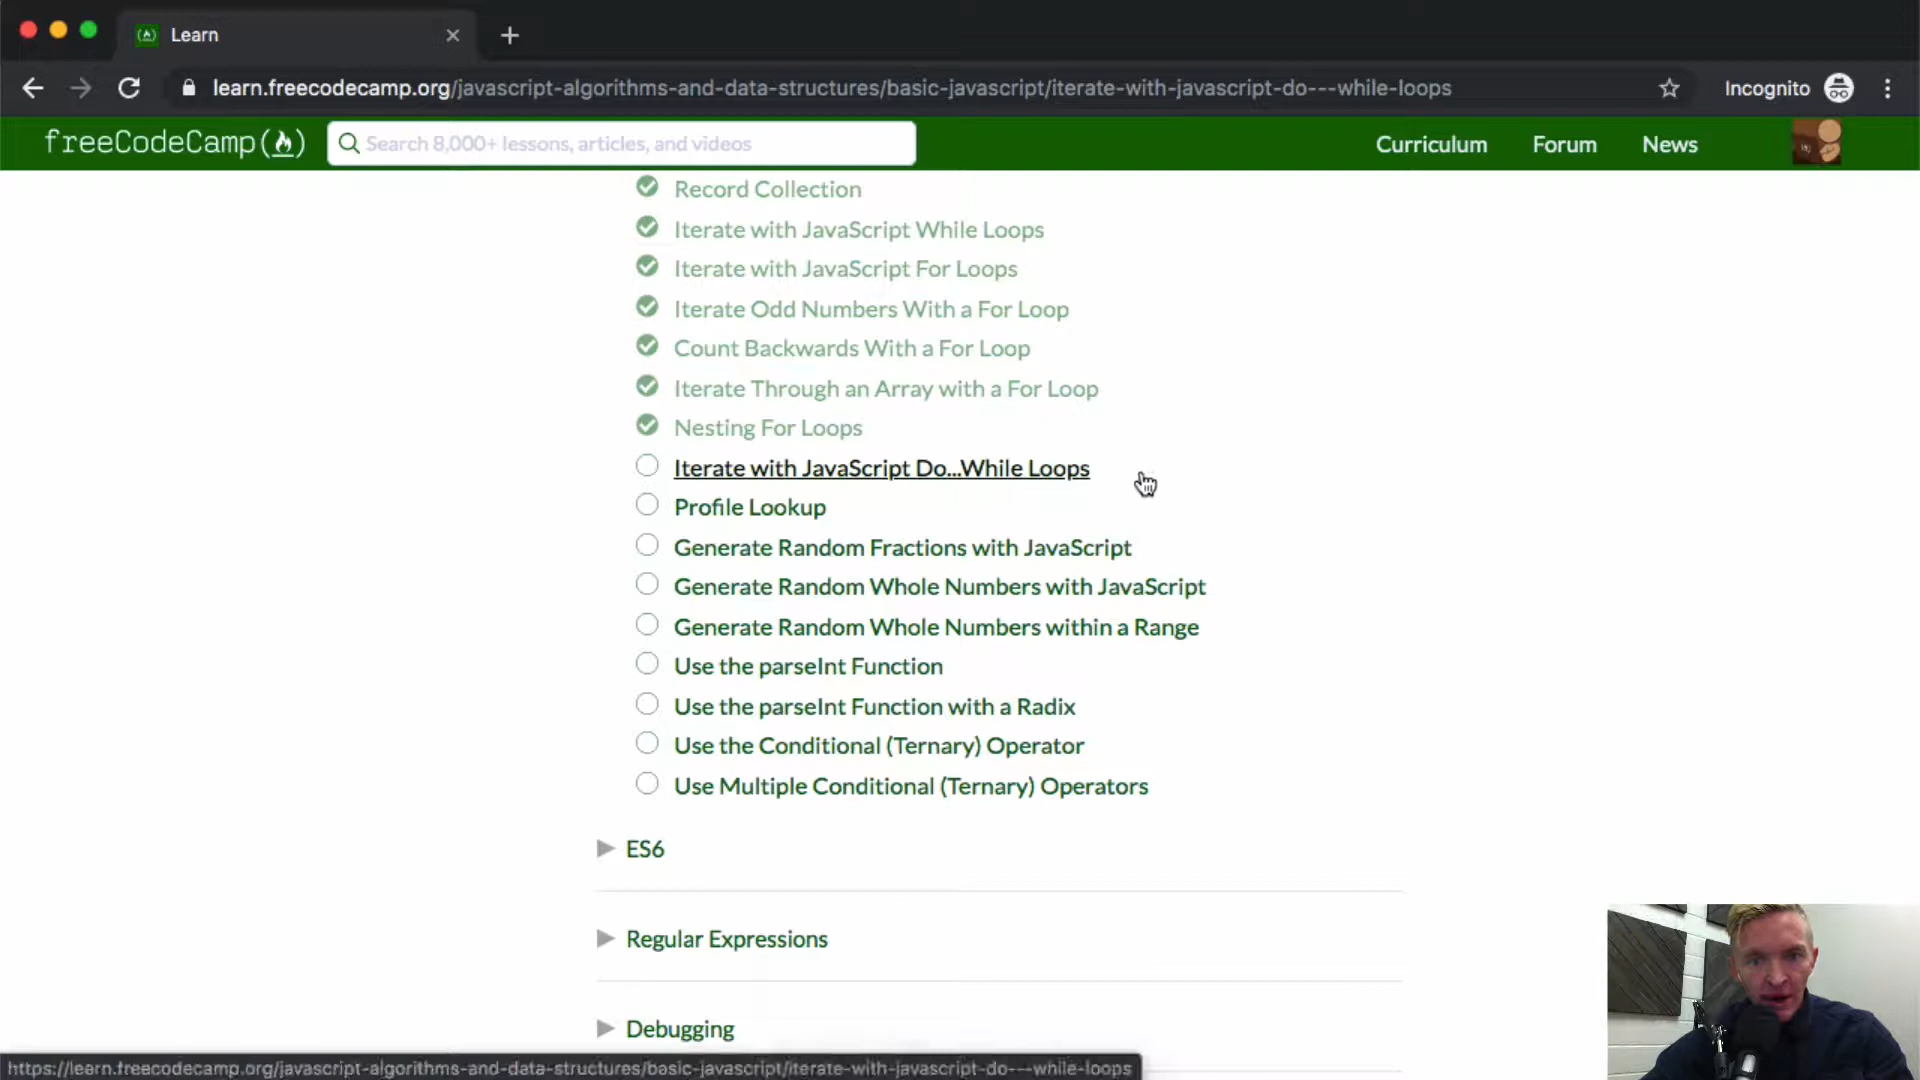 Learn
learn.freecodecamp.org/javascript-algorithms-and-data-structures/basic-javascript/iterate-with-javascript-do---while-loops
Incognito
freeCodeCamp
Search 8,000+ lessons, articles, and videos
Curriculum
Forum
News
Record Collection
Iterate with JavaScript While Loops
Iterate with JavaScript For Loops
Iterate Odd Numbers With a For Loop
Count Backwards With a For Loop
Iterate Through an Array with a For Loop
Nesting For Loops
Iterate with JavaScript Do...While Loops
Profile Lookup
Generate Random Fractions with JavaScript
Generate Random Whole Numbers with JavaScript
Generate Random Whole Numbers within a Range
Use the parseInt Function
Use the parseInt Function with a Radix
Use the Conditional (Ternary) Operator
Use Multiple Conditional (Ternary) Operators
ES6
Regular Expressions
Debugging
https://learn.freecodecamp.org/javascript-algorithms-and-data-structures/basic-javascript/iterate-with-javascript-do---while-loops